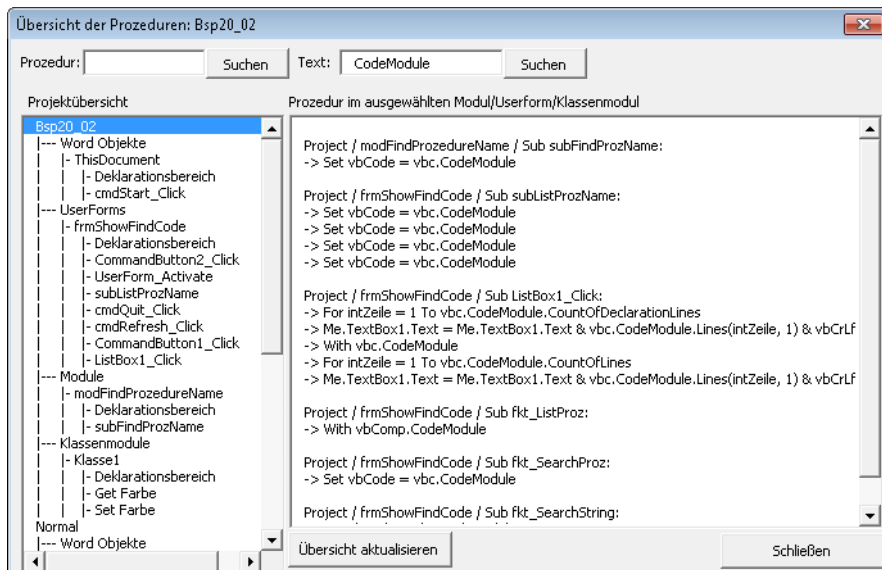 Übersicht der Prozeduren: Bsp20_02
Prozedur: Suchen Text: CodeModule Suchen
Projektübersicht
Bsp20_02
|--- Word Objekte
| |- ThisDocument
| | |- Deklarationsbereich
| | |- cmdStart_Click
|--- UserForms
| |- frmShowFindCode
| | |- Deklarationsbereich
| | |- CommandButton2_Click
| | |- UserForm_Activate
| | |- subListProzName
| | |- cmdQuit_Click
| | |- cmdRefresh_Click
| | |- CommandButton1_Click
| | |- ListBox1_Click
|--- Module
| |- modFindProzedureName
| | |- Deklarationsbereich
| | |- subFindProzName
|--- Klassenmodule
| |- Klasse1
| | |- Deklarationsbereich
| | |- Get Farbe
| | |- Set Farbe
Normal
|--- Word Objekte
Prozedur im ausgewählten Modul/Userform/Klassenmodul
Project / modFindProzedureName / Sub subFindProzName:
-> Set vbCode = vbc.CodeModule
Project / frmShowFindCode / Sub subListProzName:
-> Set vbCode = vbc.CodeModule
-> Set vbCode = vbc.CodeModule
-> Set vbCode = vbc.CodeModule
-> Set vbCode = vbc.CodeModule
Project / frmShowFindCode / Sub ListBox1_Click:
-> For intZeile = 1 To vbc.CodeModule.CountOfDeclarationLines
-> Me.TextBox1.Text = Me.TextBox1.Text & vbc.CodeModule.Lines(intZeile, 1) & vbCrLf
-> With vbc.CodeModule
-> For intZeile = 1 To vbc.CodeModule.CountOfLines
-> Me.TextBox1.Text = Me.TextBox1.Text & vbc.CodeModule.Lines(intZeile, 1) & vbCrLf
Project / frmShowFindCode / Sub fkt_ListProz:
-> With vbComp.CodeModule
Project / frmShowFindCode / Sub fkt_SearchProz:
-> Set vbCode = vbc.CodeModule
Project / frmShowFindCode / Sub fkt_SearchString:
Übersicht aktualisieren
Schließen